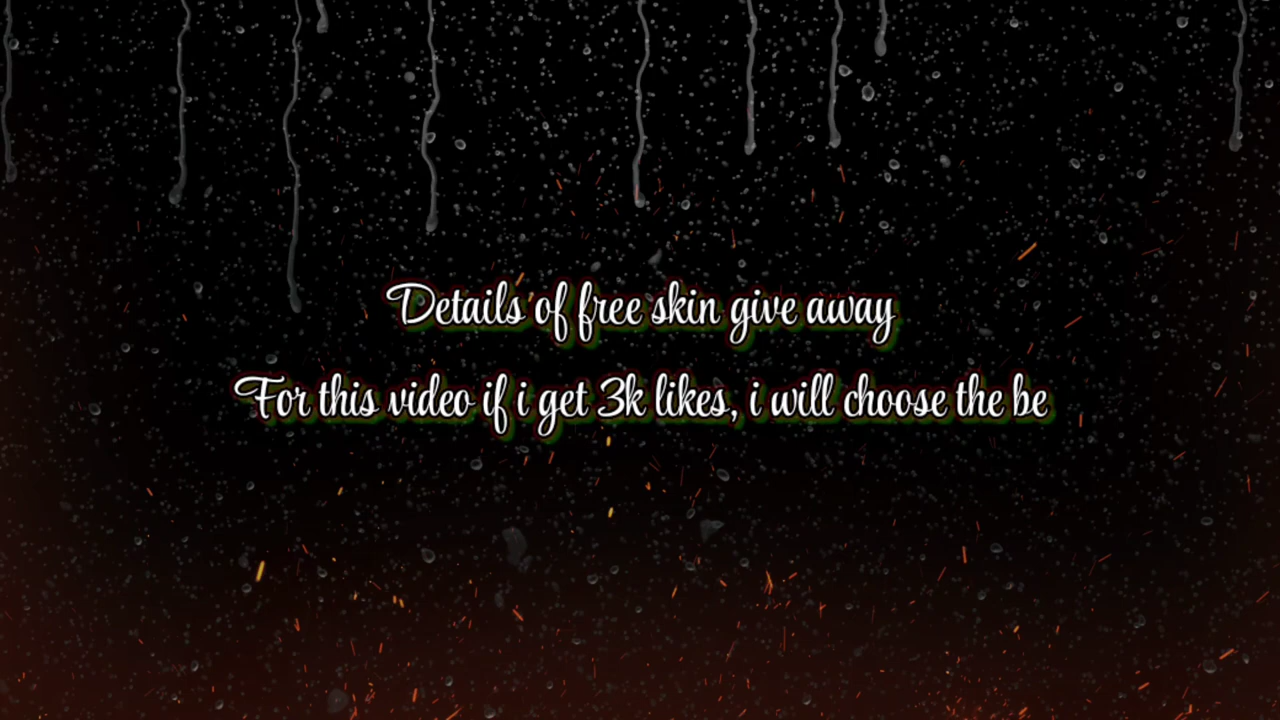 Details of free skin give away
For this video if i get 3k likes, i will choose the be